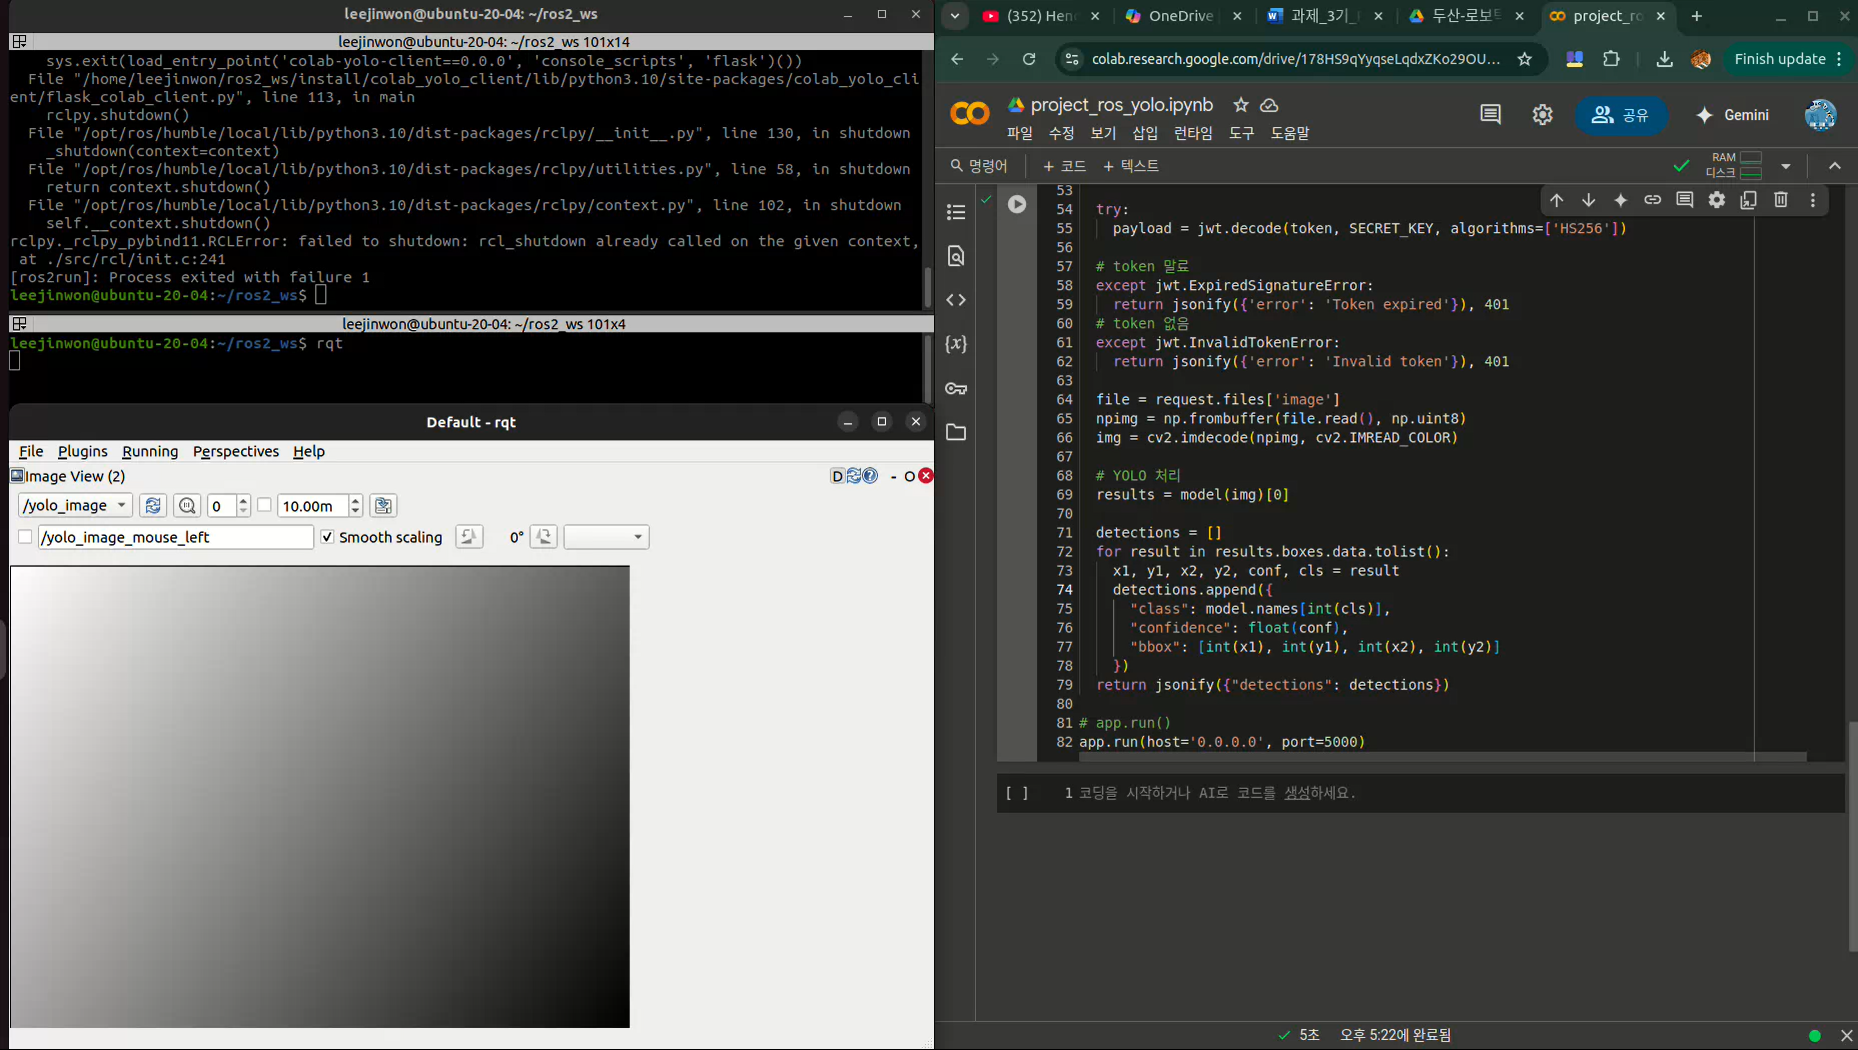 leejinwon@ubuntu-20-04: ~/ros2_ws
leejinwon@ubuntu-20-04: ~/ros2_ws 101x14
sys.exit(load_entry_point('colab-yolo-client==0.0.0', 'console_scripts', 'flask')())
File "/home/leejinwon/ros2_ws/install/colab_yolo_client/lib/python3.10/site-packages/colab_yolo_cli
ent/flask_colab_client.py", line 113, in main
rclpy.shutdown()
File "/opt/ros/humble/local/lib/python3.10/dist-packages/rclpy/__init__.py", line 130, in shutdown
_shutdown(context=context)
File "/opt/ros/humble/local/lib/python3.10/dist-packages/rclpy/utilities.py", line 58, in shutdown
return context.shutdown()
File "/opt/ros/humble/local/lib/python3.10/dist-packages/rclpy/context.py", line 102, in shutdown
self.__context.shutdown()
rclpy._rclpy_pybind11.RCLError: failed to shutdown: rcl_shutdown already called on the given context,
at ./src/rcl/init.c:241
[ros2run]: Process exited with failure 1
leejinwon@ubuntu-20-04:~/ros2_ws$
leejinwon@ubuntu-20-04: ~/ros2_ws 101x4
leejinwon@ubuntu-20-04:~/ros2_ws$ rqt
Default - rqt
File Plugins Running Perspectives Help
Image View (2)
D - O
/yolo_image 0 10.00m
/yolo_image_mouse_left Smooth scaling 0°
(352) Hen OneDrive 과제_3기_ 두산-로보 project_ro
colab.research.google.com/drive/178HS9qYyqseLqdxZKo29OU... Finish update
project_ros_yolo.ipynb
파일 수정 보기 삽입 런타임 도구 도움말
공유 Gemini
명령어 + 코드 + 텍스트
RAM
디스크
53
54 try:
55 payload = jwt.decode(token, SECRET_KEY, algorithms=['HS256'])
56
57 # token 말료
58 except jwt.ExpiredSignatureError:
59 return jsonify({'error': 'Token expired'}), 401
60 # token 없음
61 except jwt.InvalidTokenError:
62 return jsonify({'error': 'Invalid token'}), 401
63
64 file = request.files['image']
65 npimg = np.frombuffer(file.read(), np.uint8)
66 img = cv2.imdecode(npimg, cv2.IMREAD_COLOR)
67
68 # YOLO 처리
69 results = model(img)[0]
70
71 detections = []
72 for result in results.boxes.data.tolist():
73 x1, y1, x2, y2, conf, cls = result
74 detections.append({
75 "class": model.names[int(cls)],
76 "confidence": float(conf),
77 "bbox": [int(x1), int(y1), int(x2), int(y2)]
78 })
79 return jsonify({"detections": detections})
80
81 # app.run()
82 app.run(host='0.0.0.0', port=5000)
[ ] 1 코딩을 시작하거나 AI로 코드를 생성하세요.
5초 오후 5:22에 완료됨